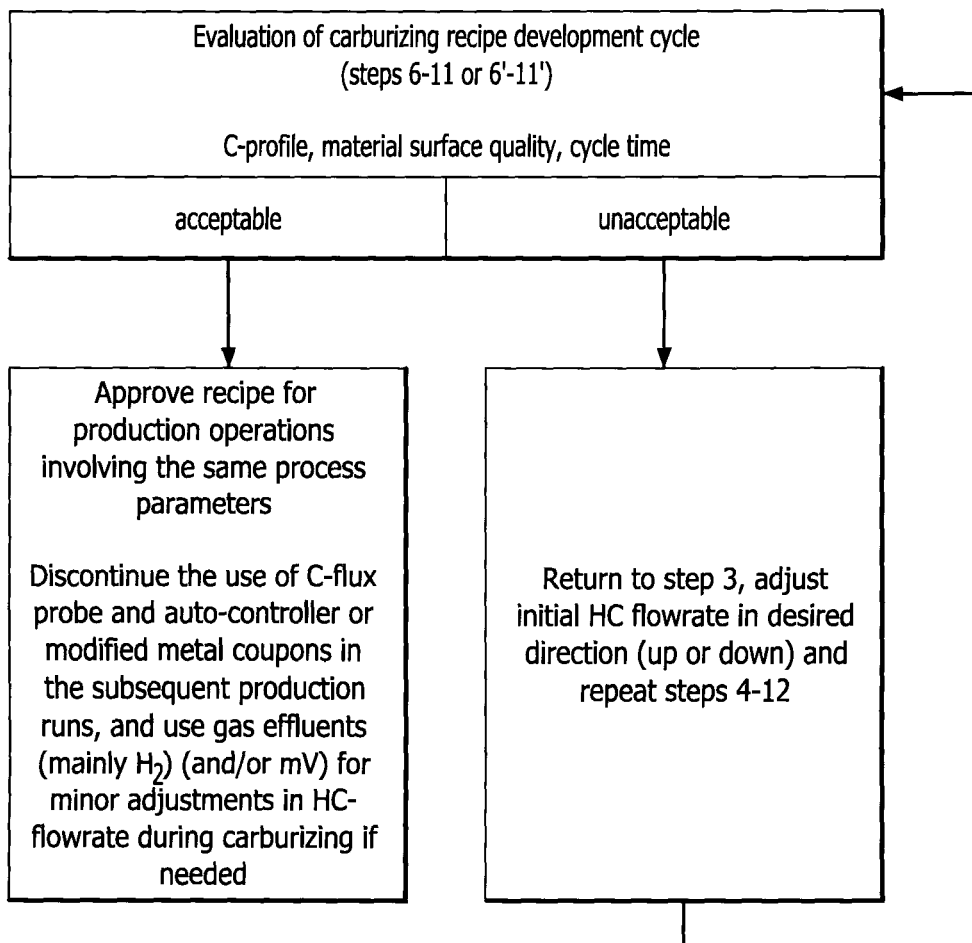 Evaluation of carburizing recipe development cycle
(steps 6-11 or 6'-11')
C-profile, material surface quality, cycle time
acceptable
unacceptable
Approve recipe for
production operations
involving the same process
parameters
Discontinue the use of C-flux
probe and auto-controller or
modified metal coupons in
the subsequent production
runs, and use gas effluents
(mainly H2) (and/or mV) for
minor adjustments in HC-
flowrate during carburizing if
needed
Return to step 3, adjust
initial HC flowrate in desired
direction (up or down) and
repeat steps 4-12